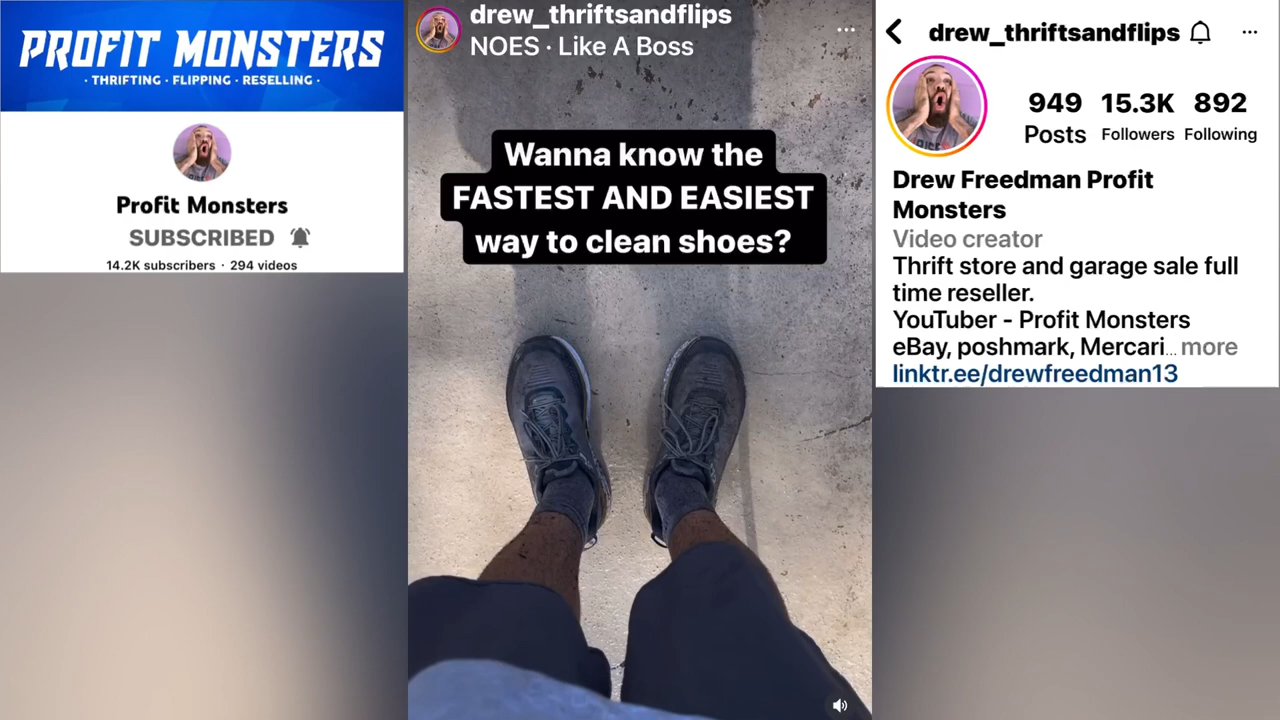 PROFIT MONSTERS
· THRIFTING · FLIPPING · RESELLING ·
Profit Monsters
SUBSCRIBED
14.2K subscribers · 294 videos
drew_thriftsandflips
NOES · Like A Boss
Wanna know the
FASTEST AND EASIEST
way to clean shoes?
drew_thriftsandflips
949 15.3K 892
Posts Followers Following
Drew Freedman Profit
Monsters
Video creator
Thrift store and garage sale full
time reseller.
YouTuber - Profit Monsters
eBay, poshmark, Mercari... more
linktr.ee/drewfreedman13